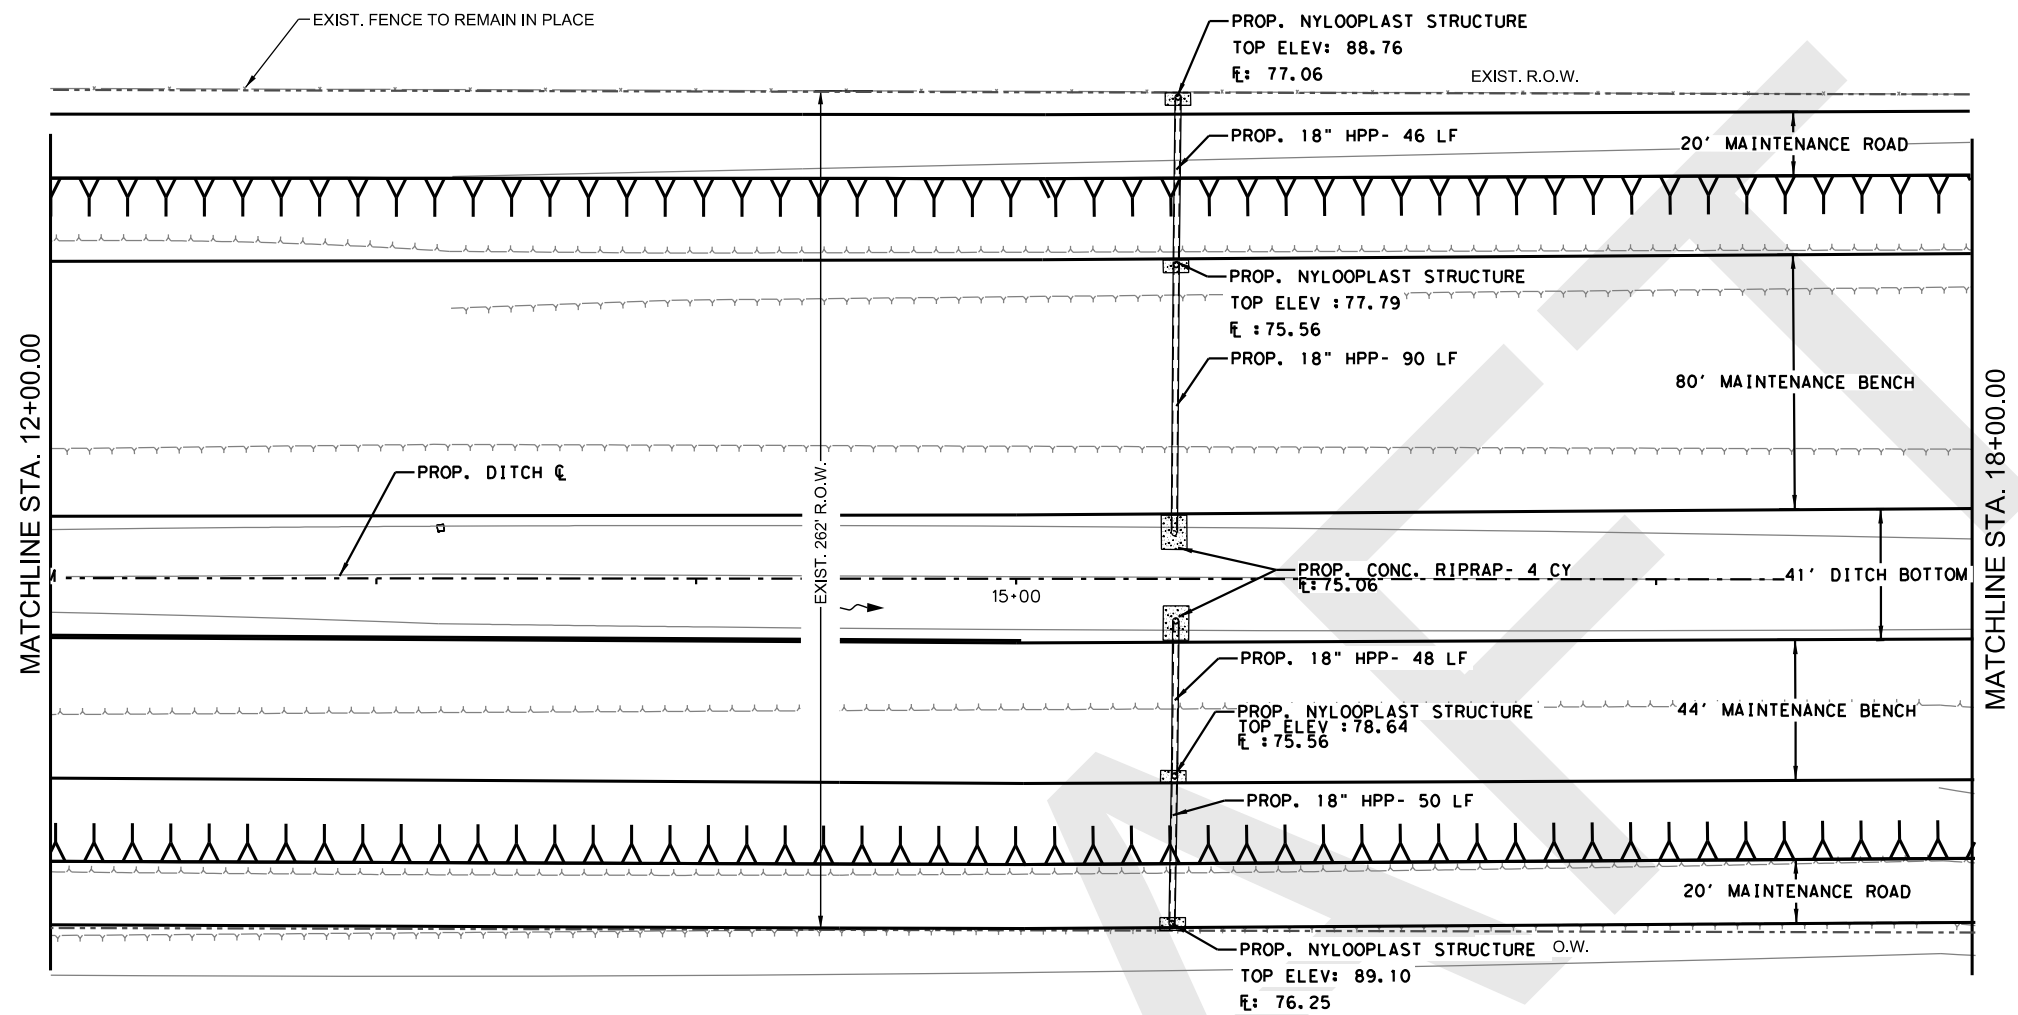 EXIST. FENCE TO REMAIN IN PLACE
PROP. NYLOOPLAST STRUCTURE
TOP ELEV: 88.76
FL: 77.06
EXIST. R.O.W.
PROP. 18" HPP- 46 LF
20' MAINTENANCE ROAD
PROP. NYLOOPLAST STRUCTURE
TOP ELEV :77.79
FL :75.56
PROP. 18" HPP- 90 LF
80' MAINTENANCE BENCH
MATCHLINE STA. 12+00.00
MATCHLINE STA. 18+00.00
PROP. DITCH CL
EXIST. 262' R.O.W.
PROP. CONC. RIPRAP- 4 CY
FL:75.06
41' DITCH BOTTOM
15+00
PROP. 18" HPP- 48 LF
PROP. NYLOOPLAST STRUCTURE
TOP ELEV :78.64
FL :75.56
44' MAINTENANCE BENCH
PROP. 18" HPP- 50 LF
20' MAINTENANCE ROAD
PROP. NYLOOPLAST STRUCTURE
O.W.
TOP ELEV: 89.10
FL: 76.25